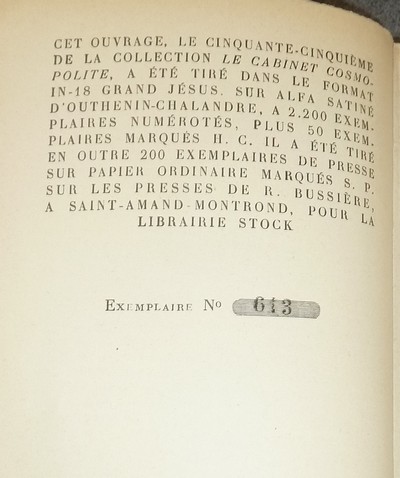 CET OUVRAGE, LE CINQUANTE-CINQUIÈME
DE LA COLLECTION LE CABINET COSMO-
POLITE, A ÉTÉ TIRÉ DANS LE FORMAT
IN-18 GRAND JÉSUS. SUR ALFA SATINÉ
D'OUTHENIN-CHALANDRE, A 2.200 EXEM-
PLAIRES NUMÉROTÉS, PLUS 50 EXEM-
PLAIRES MARQUÉS H. C. IL A ÉTÉ TIRÉ
EN OUTRE 200 EXEMPLAIRES DE PRESSE
SUR PAPIER ORDINAIRE MARQUÉS S. P.
SUR LES PRESSES DE R. BUSSIÈRE,
A SAINT-AMAND-MONTROND, POUR LA
LIBRAIRIE STOCK
EXEMPLAIRE No 613